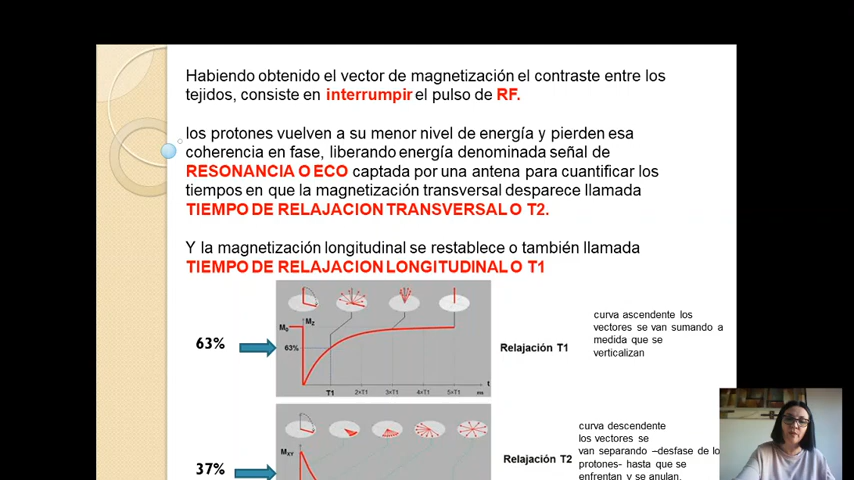 Habiendo obtenido el vector de magnetización el contraste entre los
tejidos, consiste en interrumpir el pulso de RF.
los protones vuelven a su menor nivel de energía y pierden esa
coherencia en fase, liberando energía denominada señal de
RESONANCIA O ECO captada por una antena para cuantificar los
tiempos en que la magnetización transversal desparece llamada
TIEMPO DE RELAJACION TRANSVERSAL O T2.
Y la magnetización longitudinal se restablece o también llamada
TIEMPO DE RELAJACION LONGITUDINAL O T1
63%
M₀
Mz
63%
T1 2×T1 3×T1 4×T1 5×T1 ms
t
Relajación T1
curva ascendente los
vectores se van sumando a
medida que se
verticalizan
37%
MXY
Relajación T2
curva descendente
los vectores se
van separando –desfase de lo
protones- hasta que se
enfrentan y se anulan.